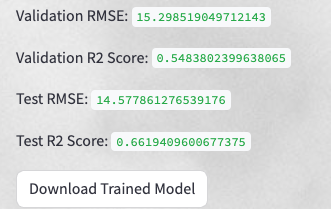 Validation RMSE: 15.298519049712143
Validation R2 Score: 0.5483802399638065
Test RMSE: 14.577861276539176
Test R2 Score: 0.6619409600677375
Download Trained Model